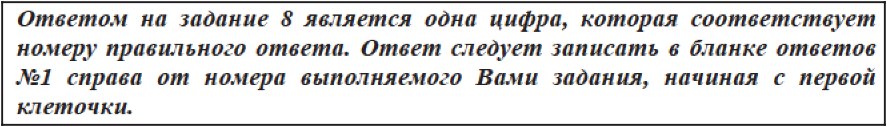 Ответом на задание 8 является одна цифра, которая соответствует
номеру правильного ответа. Ответ следует записать в бланке ответов
№1 справа от номера выполняемого Вами задания, начиная с первой
клеточки.